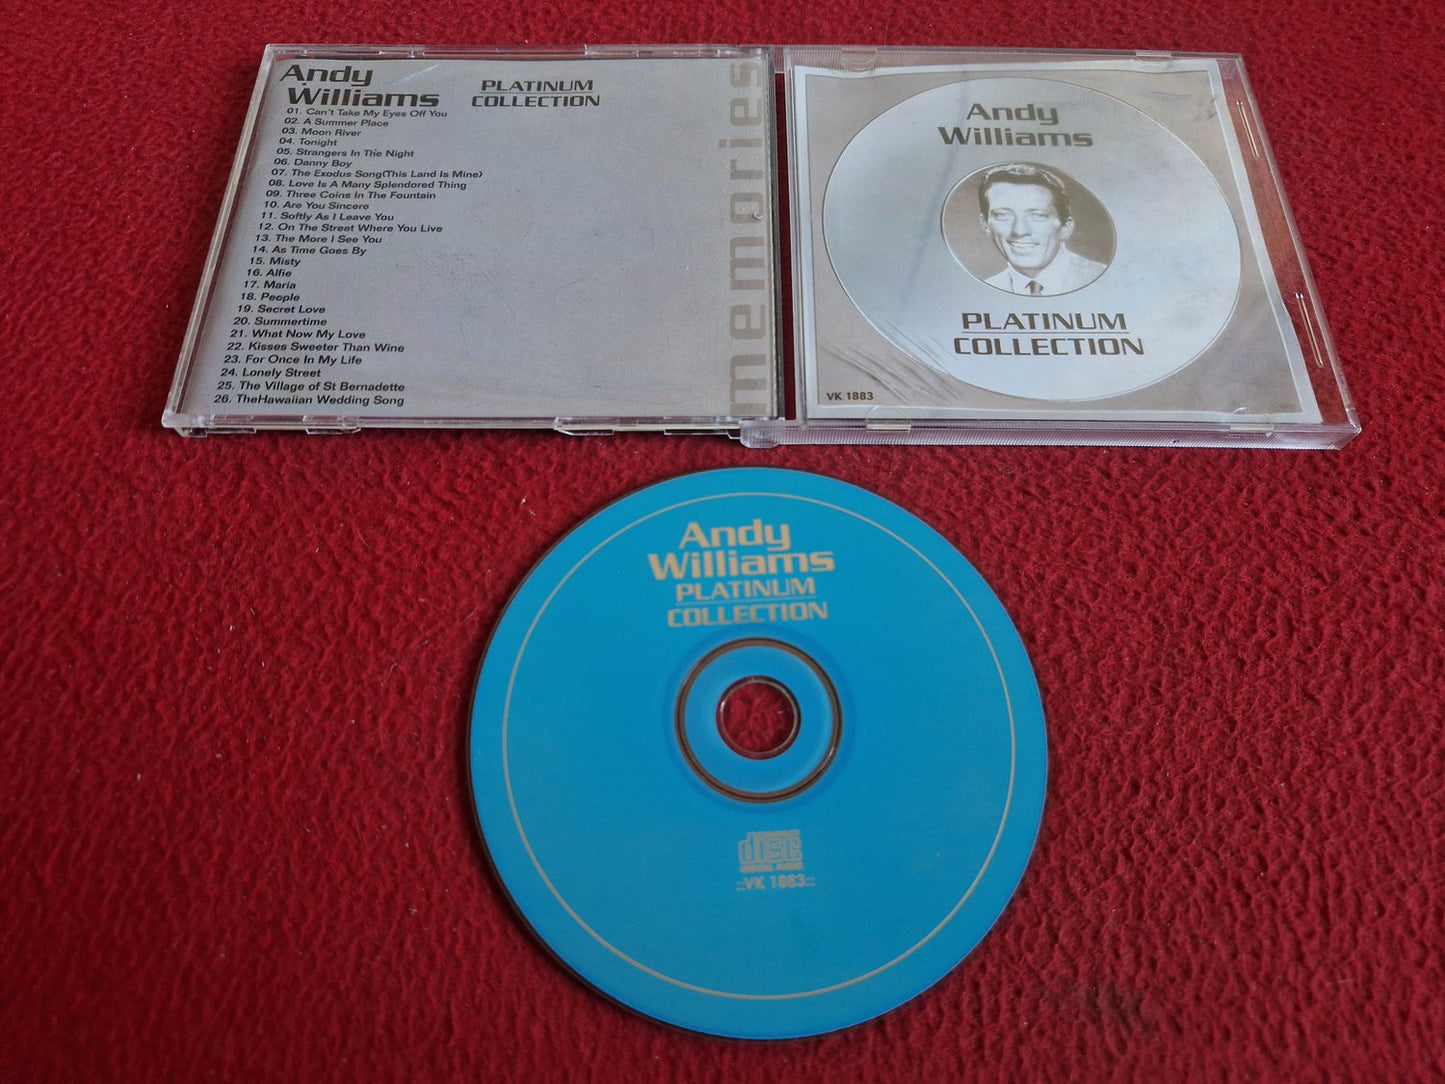 Andy
Williams
PLATINUM
COLLECTION
01. Can't Take My Eyes Off You
02. A Summer Place
03. Moon River
04. Tonight
05. Strangers In The Night
06. Danny Boy
07. The Exodus Song(This Land Is Mine)
08. Love Is A Many Splendored Thing
09. Three Coins In The Fountain
10. Are You Sincere
11. Softly As I Leave You
12. On The Street Where You Live
13. The More I See You
14. As Time Goes By
15. Misty
16. Alfie
17. Maria
18. People
19. Secret Love
20. Summertime
21. What Now My Love
22. Kisses Sweeter Than Wine
23. For Once In My Life
24. Lonely Street
25. The Village of St Bernadette
26. TheHawaiian Wedding Song
memories
Andy
Williams
PLATINUM
COLLECTION
VK 1883
Andy
Williams
PLATINUM
COLLECTION
disc
DIGITAL AUDIO
::VK 1883::